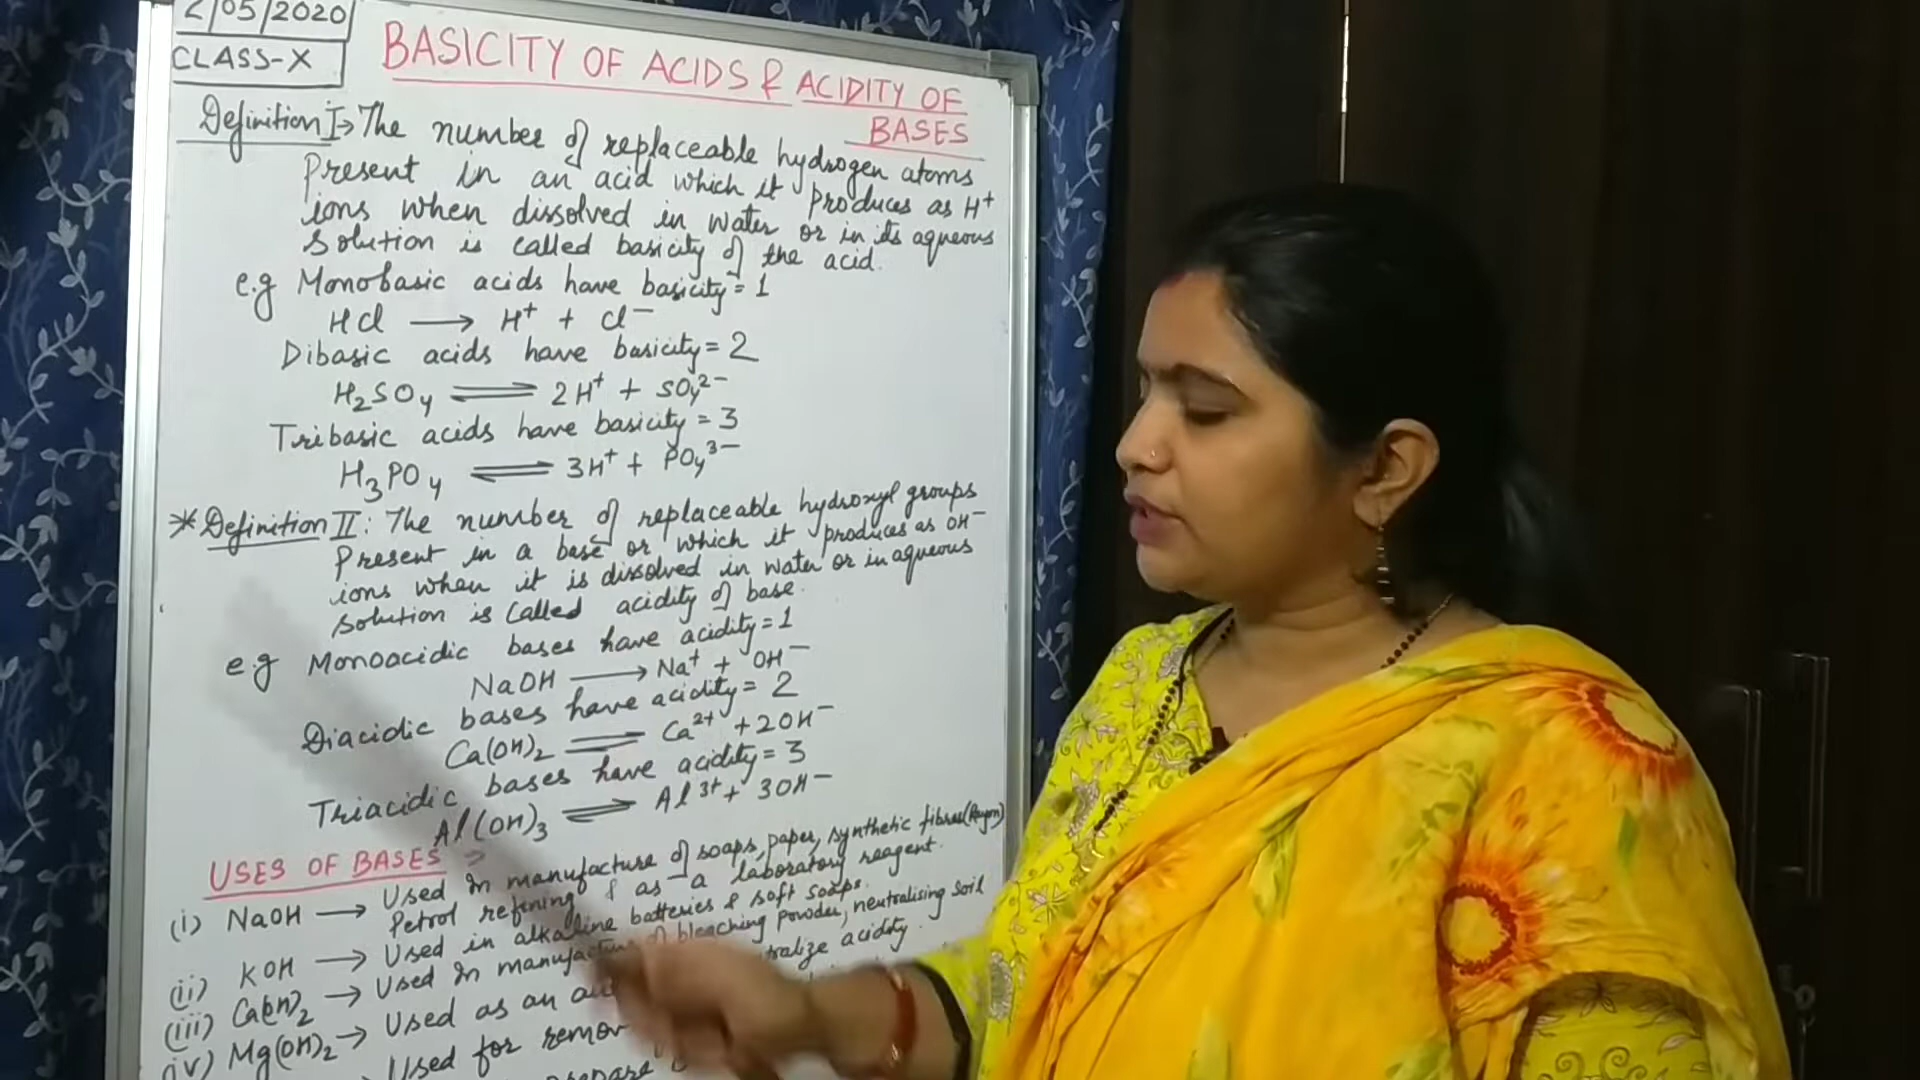 2/05/2020
CLASS-X
BASICITY OF ACIDS & ACIDITY OF
BASES
Definition I→ The number of replaceable hydrogen atoms
Present in an acid which it produces as H⁺
ions when dissolved in water or in its aqueous
solution is called basicity of the acid.
e.g Monobasic acids have basicity = 1
HCl ⟶ H⁺ + Cl⁻
Dibasic acids have basicity = 2
H₂SO₄ ⇌ 2H⁺ + SO₄²⁻
Tribasic acids have basicity = 3
H₃PO₄ ⇌ 3H⁺ + PO₄³⁻
* Definition II: The number of replaceable hydroxyl groups
Present in a base or which it produces as OH⁻
ions when it is dissolved in water or in aqueous
solution is called acidity of base.
e.g Monoacidic bases have acidity = 1
NaOH ⟶ Na⁺ + OH⁻
Diacidic bases have acidity = 2
Ca(OH)₂ ⇌ Ca²⁺ + 2OH⁻
Triacidic bases have acidity = 3
Al(OH)₃ ⇌ Al³⁺ + 3OH⁻
USES OF BASES :-
(i) NaOH ⟶ Used in manufacture of soaps, paper, synthetic fibres (Rayon)
Petrol refining & as a laboratory reagent.
(ii) KOH ⟶ Used in alkaline batteries & soft soaps.
(iii) Ca(OH)₂ → Used in manufacture of bleaching powder, neutralising soil
(iv) Mg(OH)₂ → Used as an tralize acidity.
Used for remov
prepare